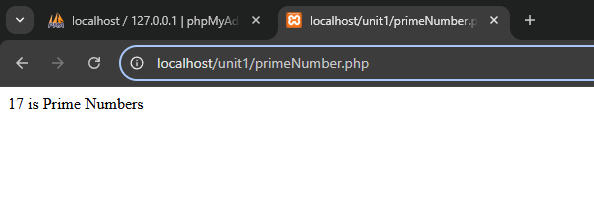 localhost / 127.0.0.1 | phpMyAd
localhost/unit1/primeNumber.p
localhost/unit1/primeNumber.php
17 is Prime Numbers